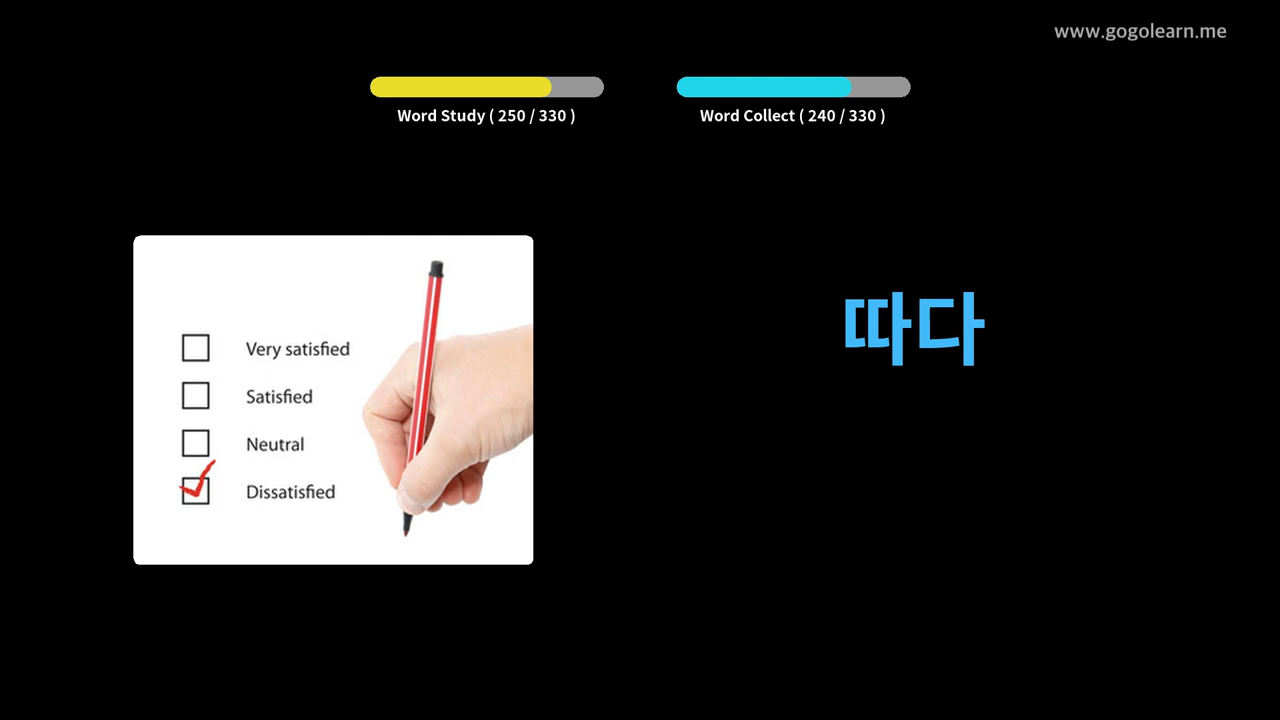 www.gogolearn.me
Word Study ( 250 / 330 )
Word Collect ( 240 / 330 )
Very satisfied
Satisfied
Neutral
Dissatisfied
따다